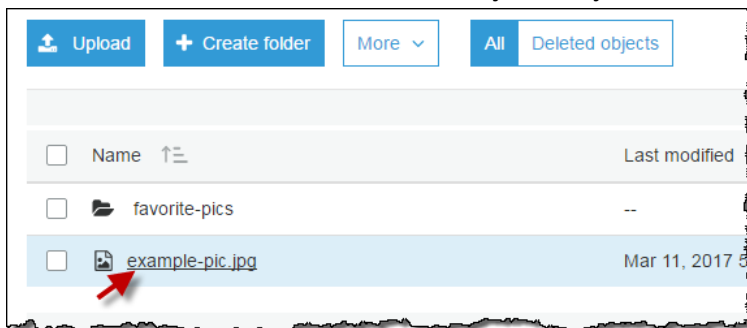 Upload Create folder More All Deleted objects
Name Last modified
favorite-pics --
example-pic.jpg Mar 11, 2017